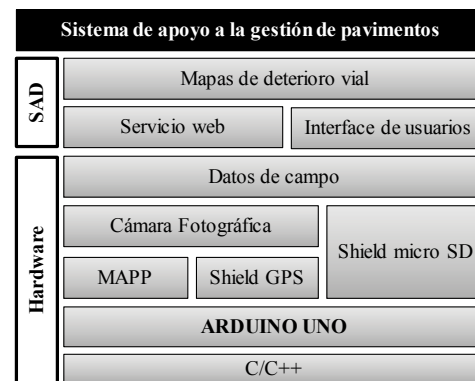 Sistema de apoyo a la gestión de pavimentos
SAD
Mapas de deterioro vial
Servicio web
Interface de usuarios
Hardware
Datos de campo
Cámara Fotográfica
Shield micro SD
MAPP
Shield GPS
ARDUINO UNO
C/C++